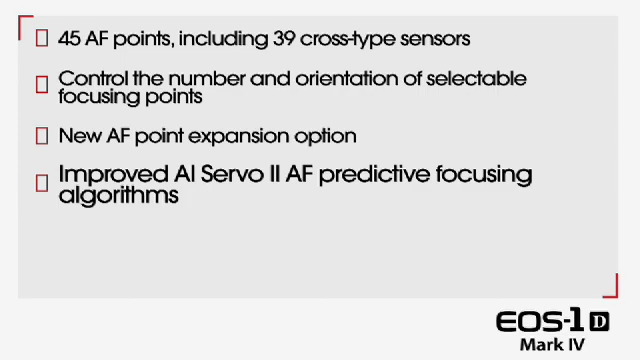 45 AF points, including 39 cross-type sensors
Control the number and orientation of selectable
focusing points
New AF point expansion option
Improved AI Servo II AF predictive focusing
algorithms
EOS-1D
Mark IV